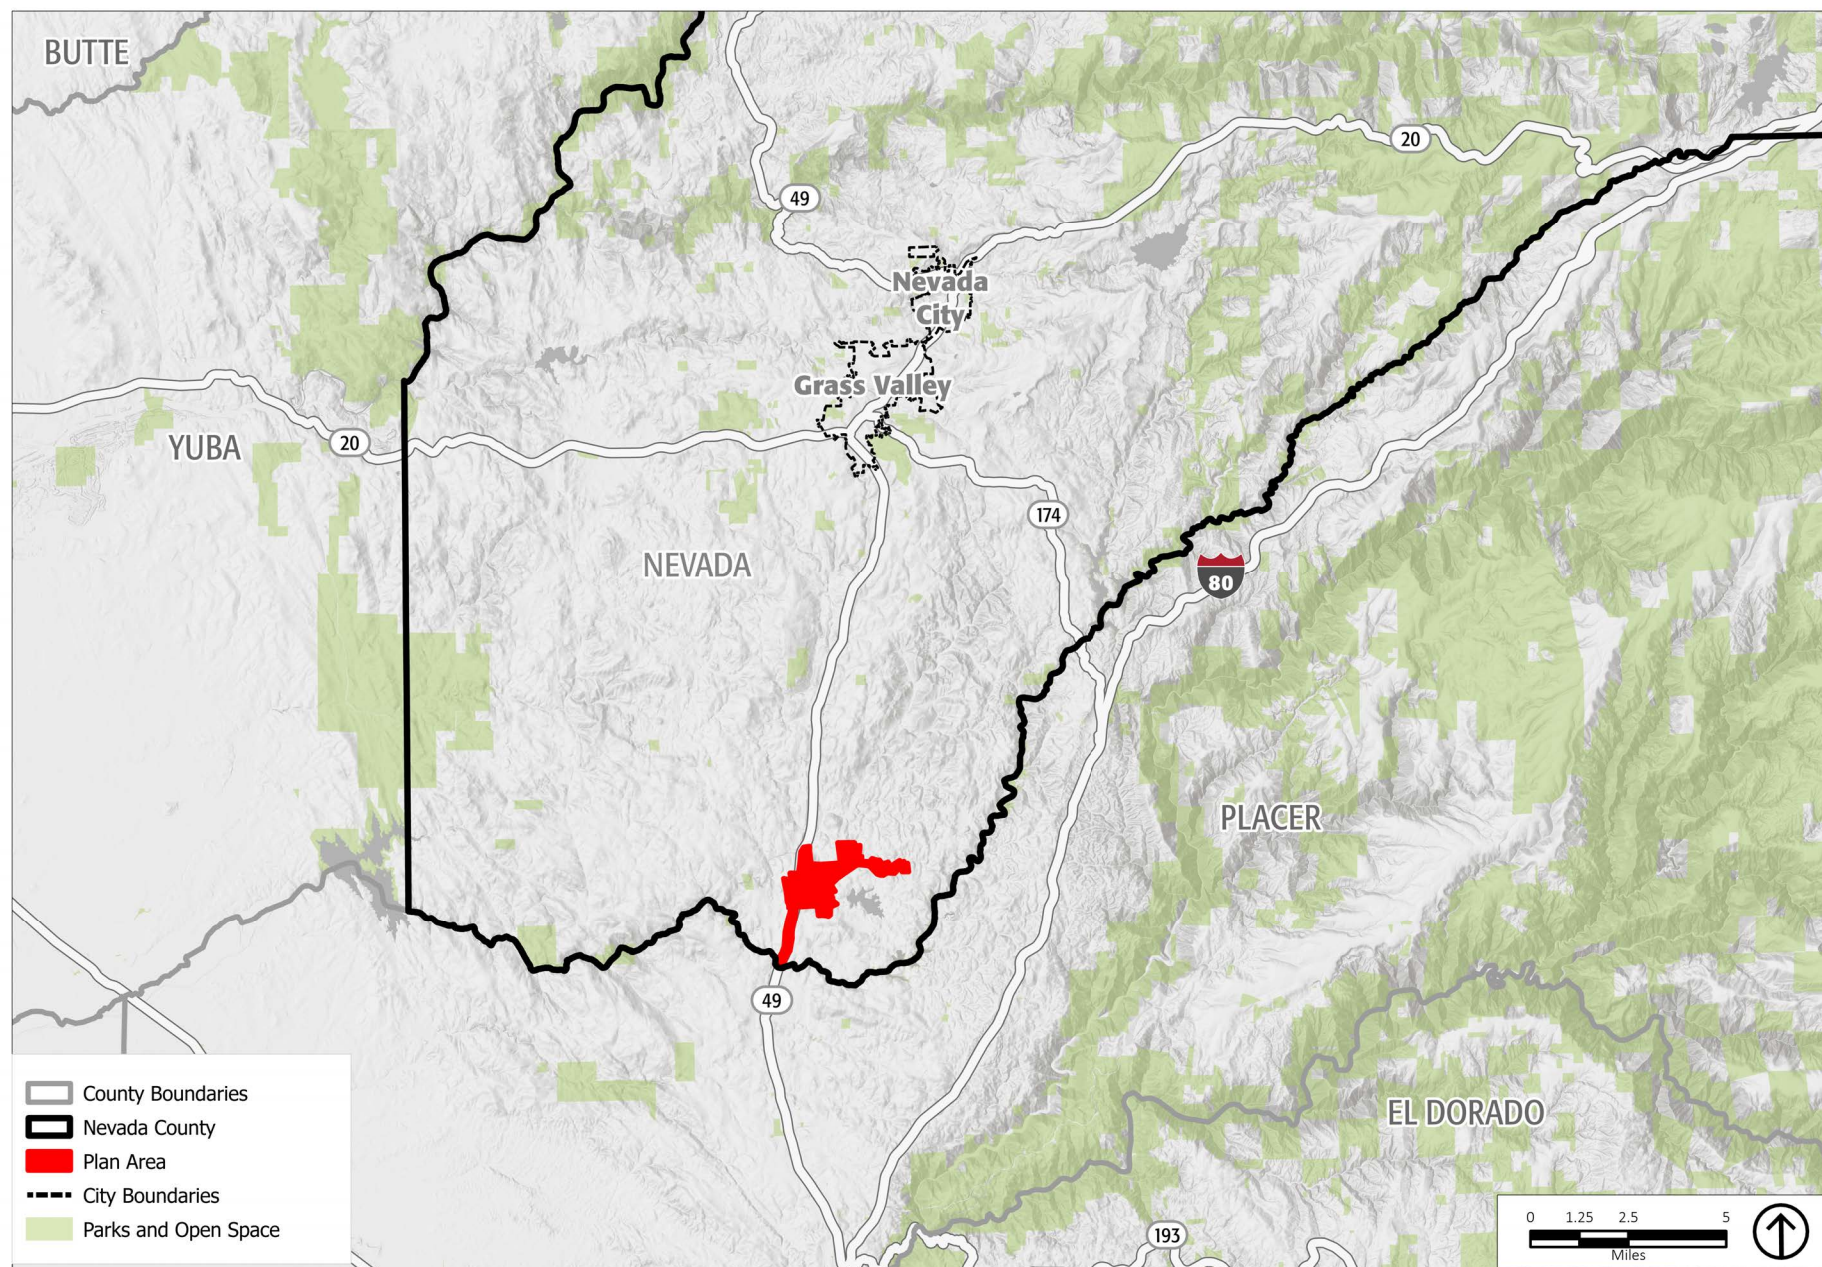 BUTTE
20
49
Nevada
City
Grass Valley
YUBA
20
174
NEVADA
80
PLACER
49
EL DORADO
193
County Boundaries
Nevada County
Plan Area
City Boundaries
Parks and Open Space
0 1.25 2.5 5
Miles